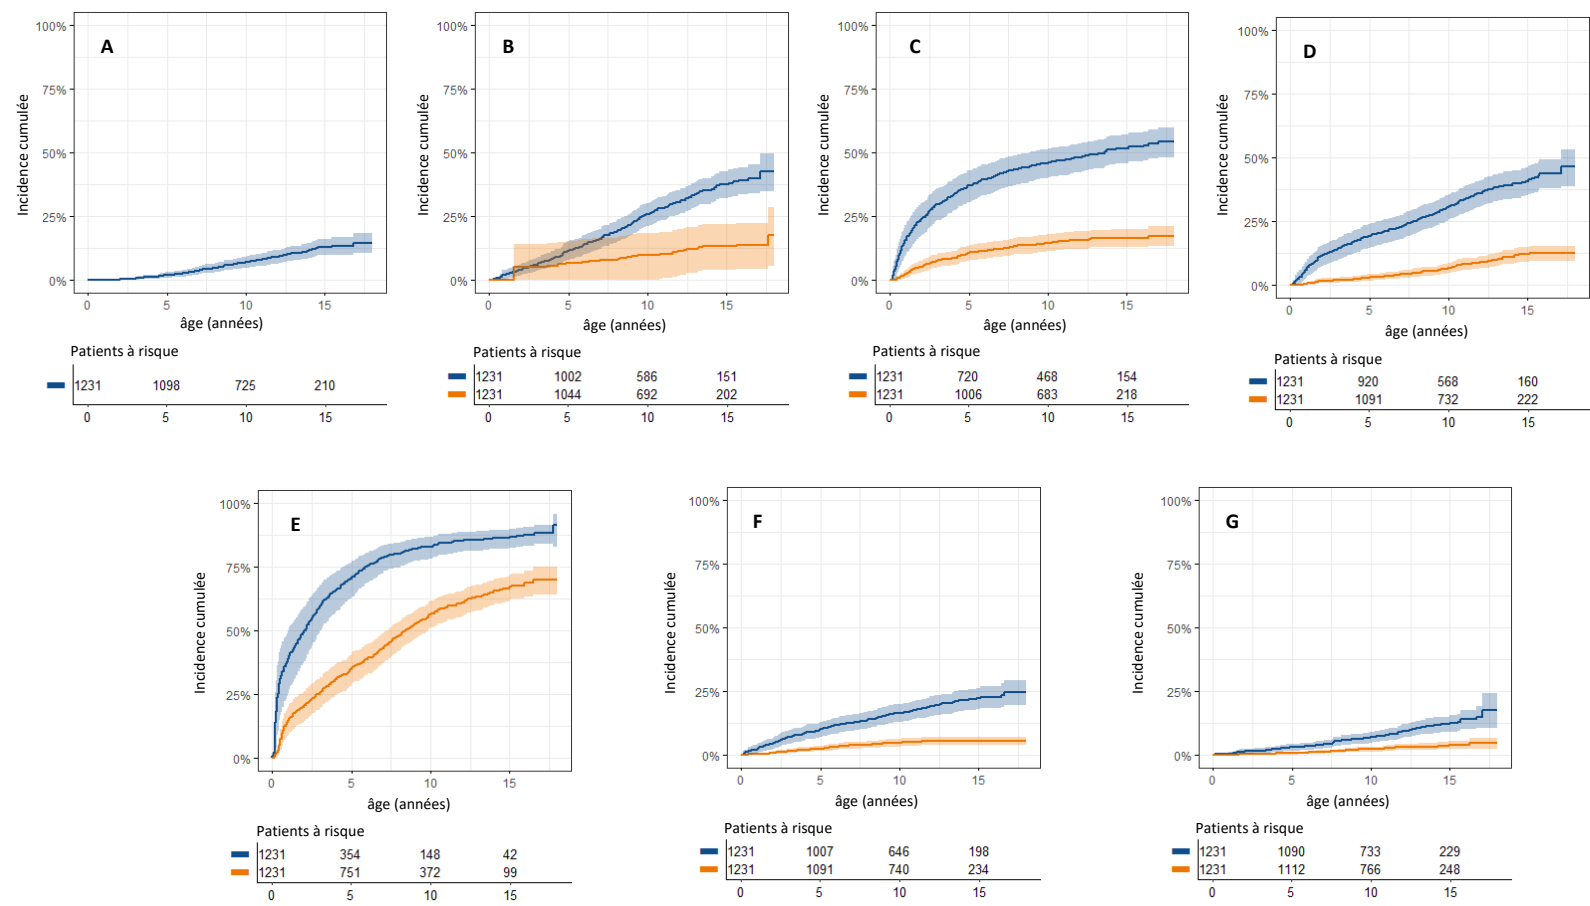 A
100%
75%
50%
25%
0%
Incidence cumulée
0 5 10 15
âge (années)
Patients à risque
1231 1098 725 210
0 5 10 15
B
100%
75%
50%
25%
0%
Incidence cumulée
0 5 10 15
âge (années)
Patients à risque
1231 1002 586 151
1231 1044 692 202
0 5 10 15
C
100%
75%
50%
25%
0%
Incidence cumulée
0 5 10 15
âge (années)
Patients à risque
1231 720 468 154
1231 1006 683 218
0 5 10 15
D
100%
75%
50%
25%
0%
Incidence cumulée
0 5 10 15
âge (années)
Patients à risque
1231 920 568 160
1231 1091 732 222
0 5 10 15
E
100%
75%
50%
25%
0%
Incidence cumulée
0 5 10 15
âge (années)
Patients à risque
1231 354 148 42
1231 751 372 99
0 5 10 15
F
100%
75%
50%
25%
0%
Incidence cumulée
0 5 10 15
âge (années)
Patients à risque
1231 1007 646 198
1231 1091 740 234
0 5 10 15
G
100%
75%
50%
25%
0%
Incidence cumulée
0 5 10 15
âge (années)
Patients à risque
1231 1090 733 229
1231 1112 766 248
0 5 10 15